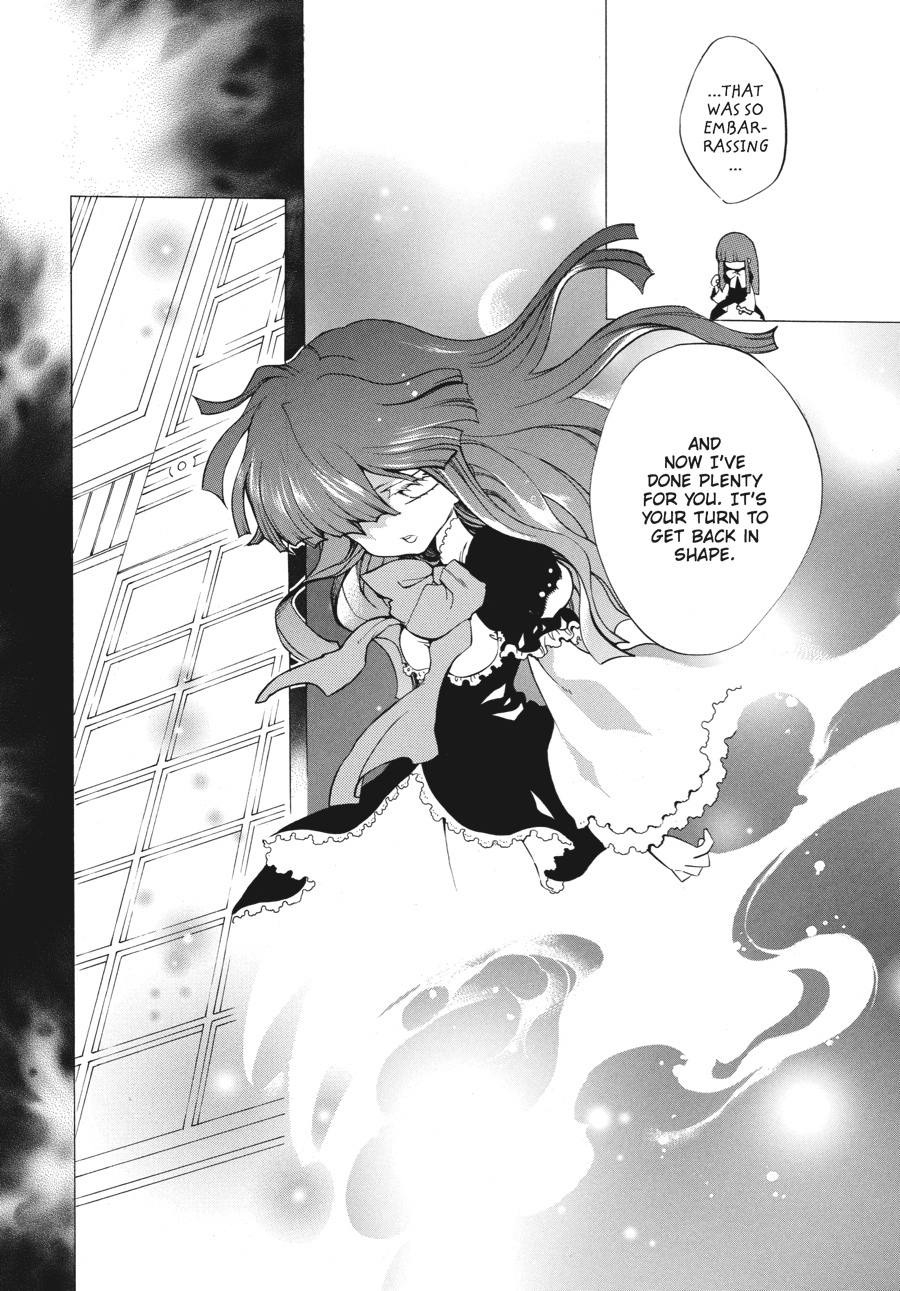 ...THAT
WAS SO
EMBAR-
RASSING
...
AND
NOW I'VE
DONE PLENTY
FOR YOU. IT'S
YOUR TURN TO
GET BACK IN
SHAPE.